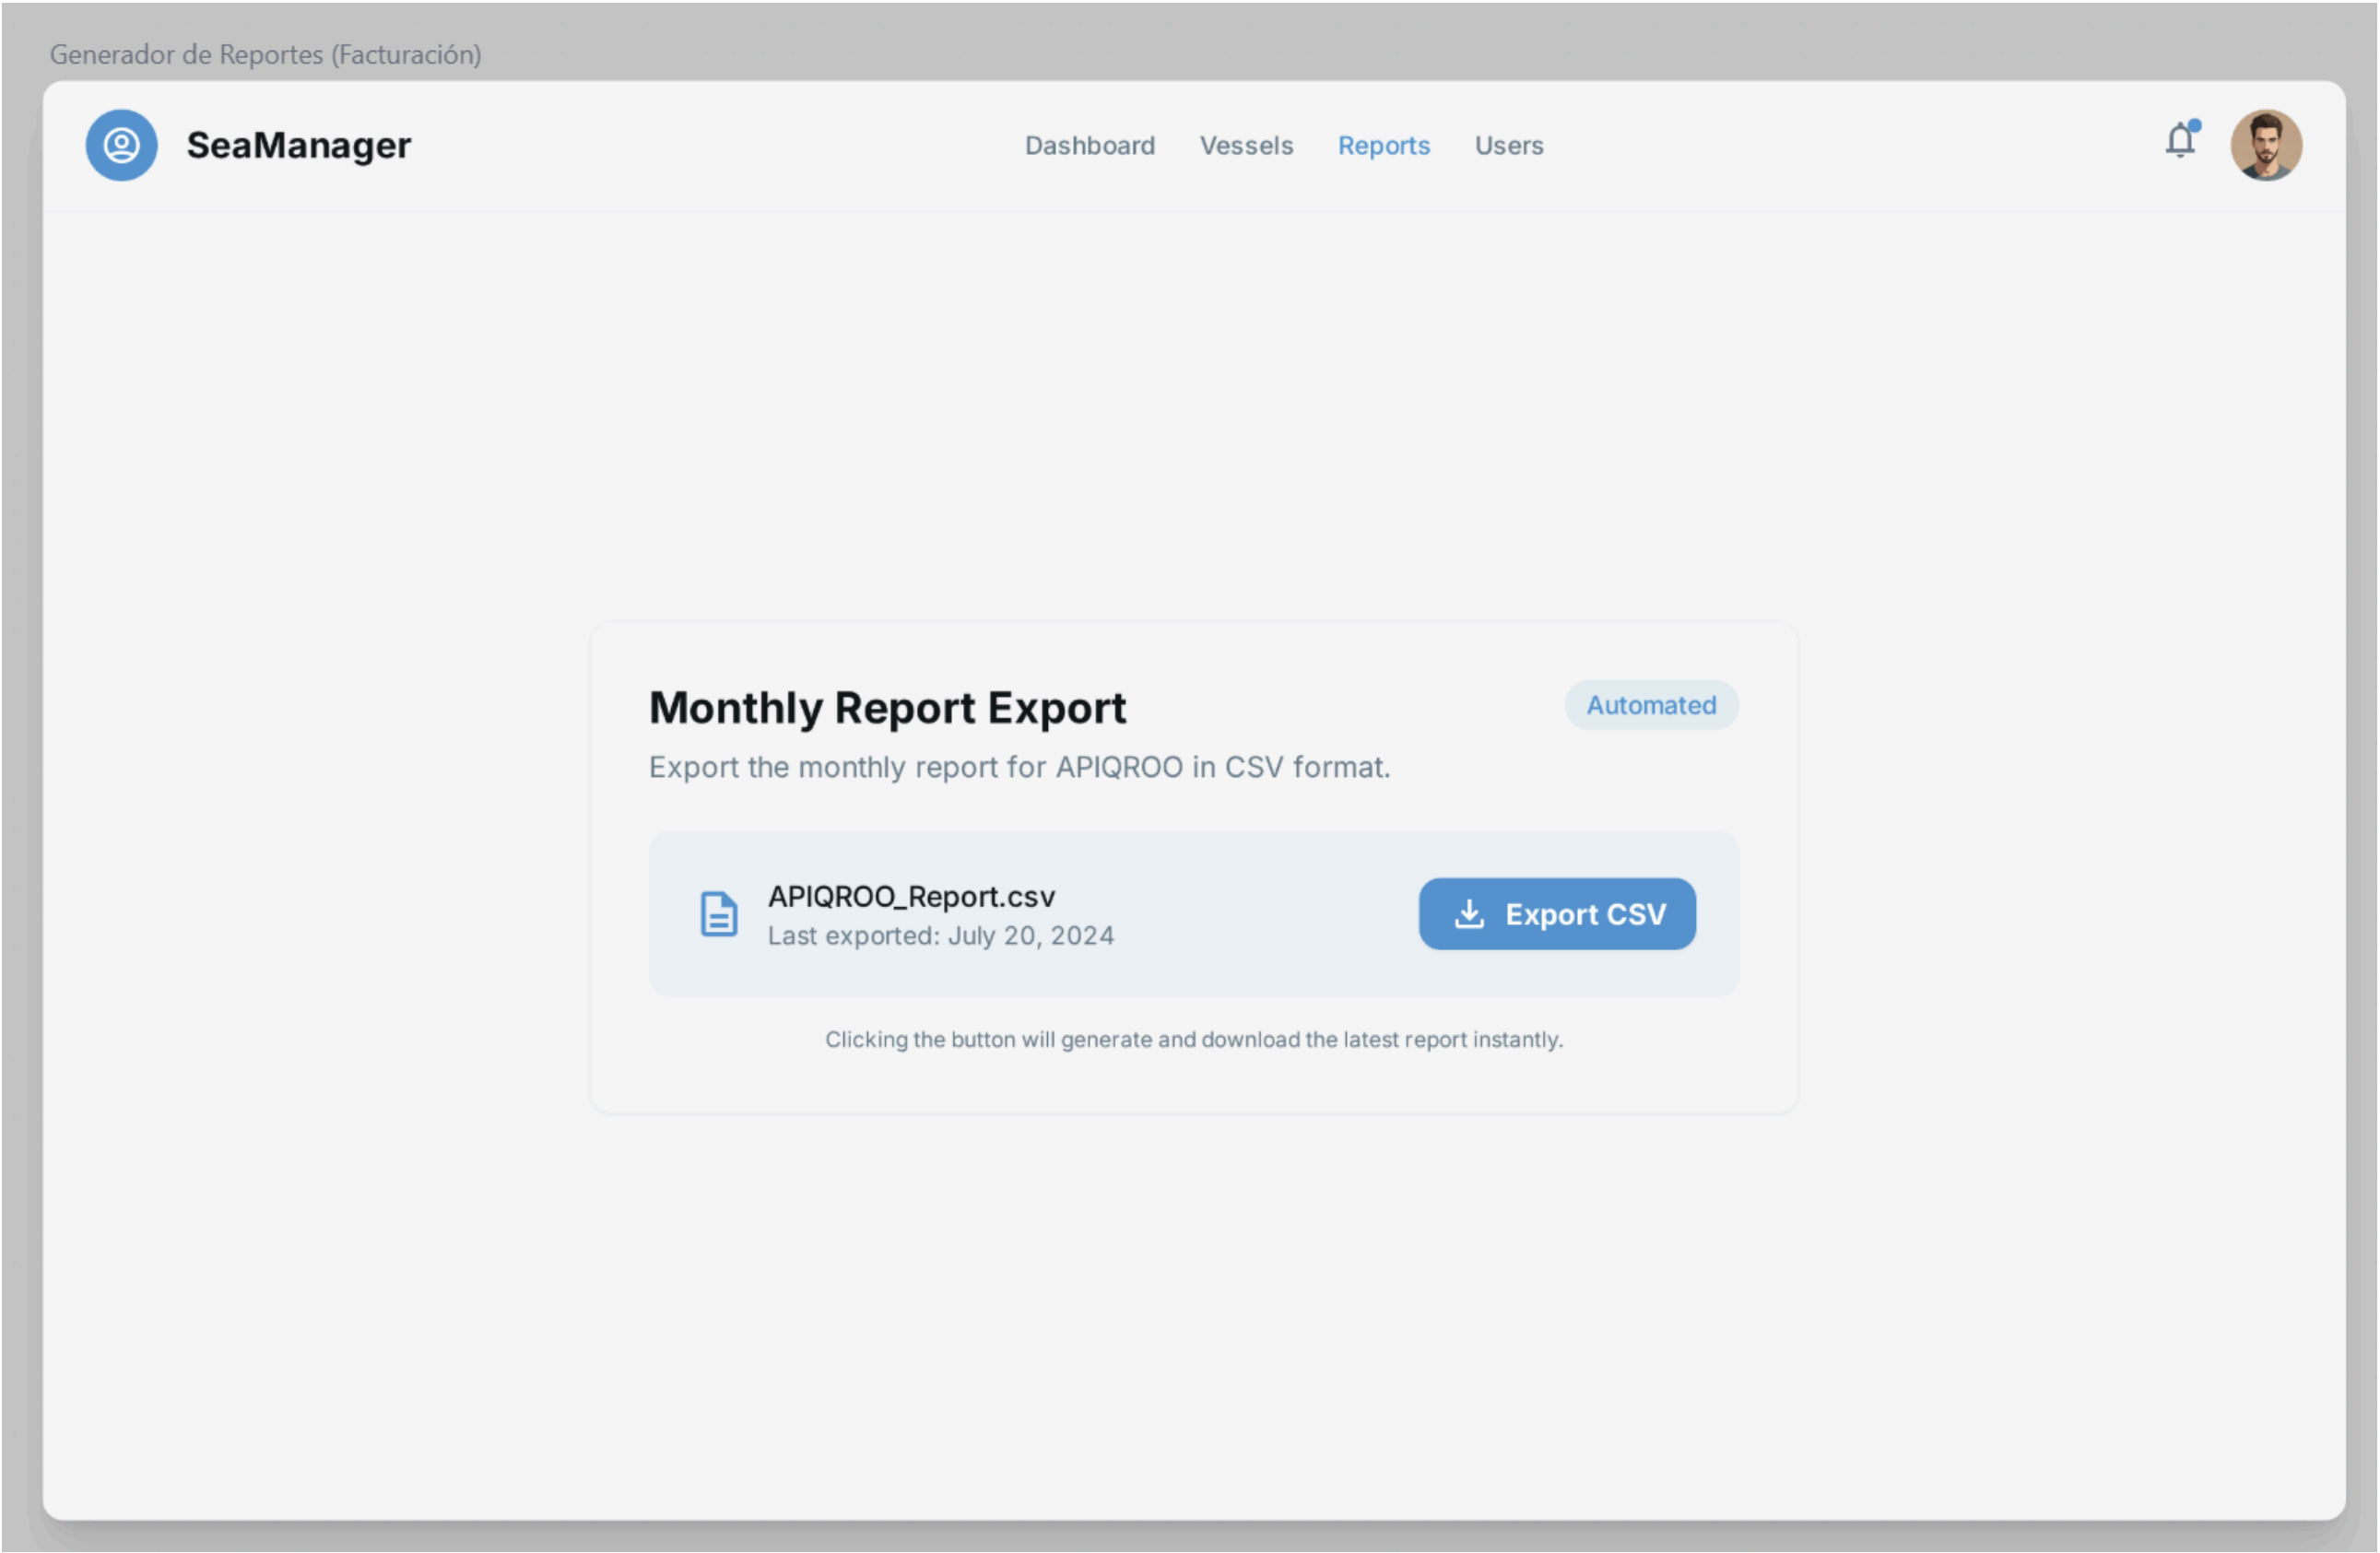 Generador de Reportes (Facturación)
SeaManager
Dashboard Vessels Reports Users
Monthly Report Export
Automated
Export the monthly report for APIQROO in CSV format.
APIQROO_Report.csv
Last exported: July 20, 2024
Export CSV
Clicking the button will generate and download the latest report instantly.